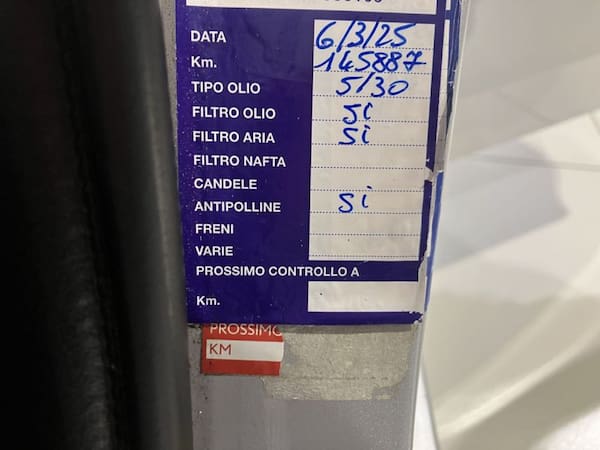 DATA 6/3/25
Km. 145887
TIPO OLIO 5/30
FILTRO OLIO Si
FILTRO ARIA Si
FILTRO NAFTA
CANDELE
ANTIPOLLINE Si
FRENI
VARIE
PROSSIMO CONTROLLO A
Km.
PROSSIMO
KM